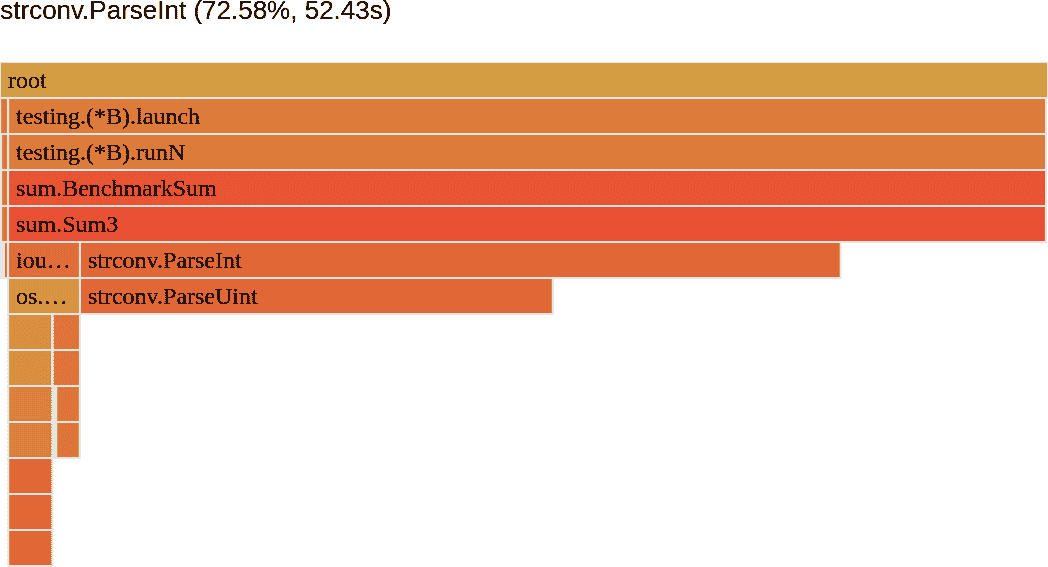 strconv.ParseInt (72.58%, 52.43s)
root
testing.(*B).launch
testing.(*B).runN
sum.BenchmarkSum
sum.Sum3
iou… strconv.ParseInt
os.… strconv.ParseUint